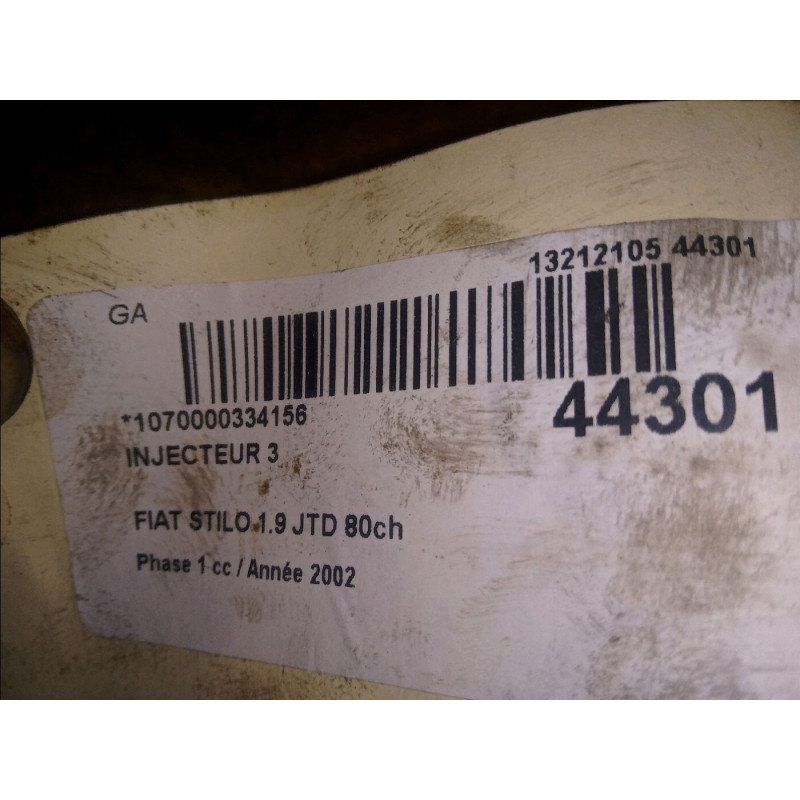 13212105 44301
GA
*1070000334156
44301
INJECTEUR 3
FIAT STILO 1.9 JTD 80ch
Phase 1 cc / Année 2002